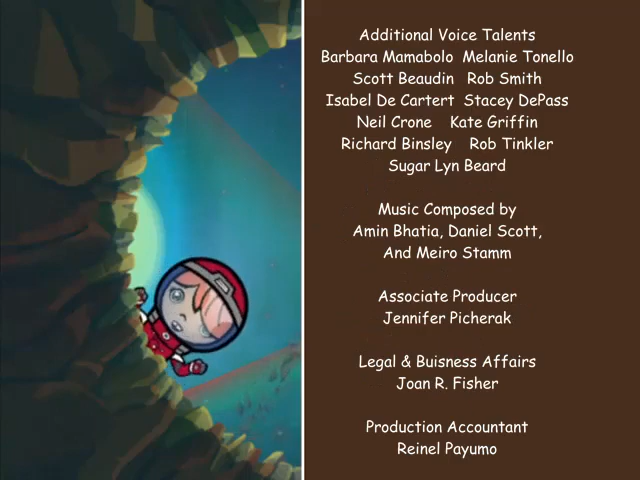 Additional Voice Talents
Barbara Mamabolo Melanie Tonello
Scott Beaudin Rob Smith
Isabel De Cartert Stacey DePass
Neil Crone Kate Griffin
Richard Binsley Rob Tinkler
Sugar Lyn Beard
Music Composed by
Amin Bhatia, Daniel Scott,
And Meiro Stamm
Associate Producer
Jennifer Picherak
Legal & Buisness Affairs
Joan R. Fisher
Production Accountant
Reinel Payumo